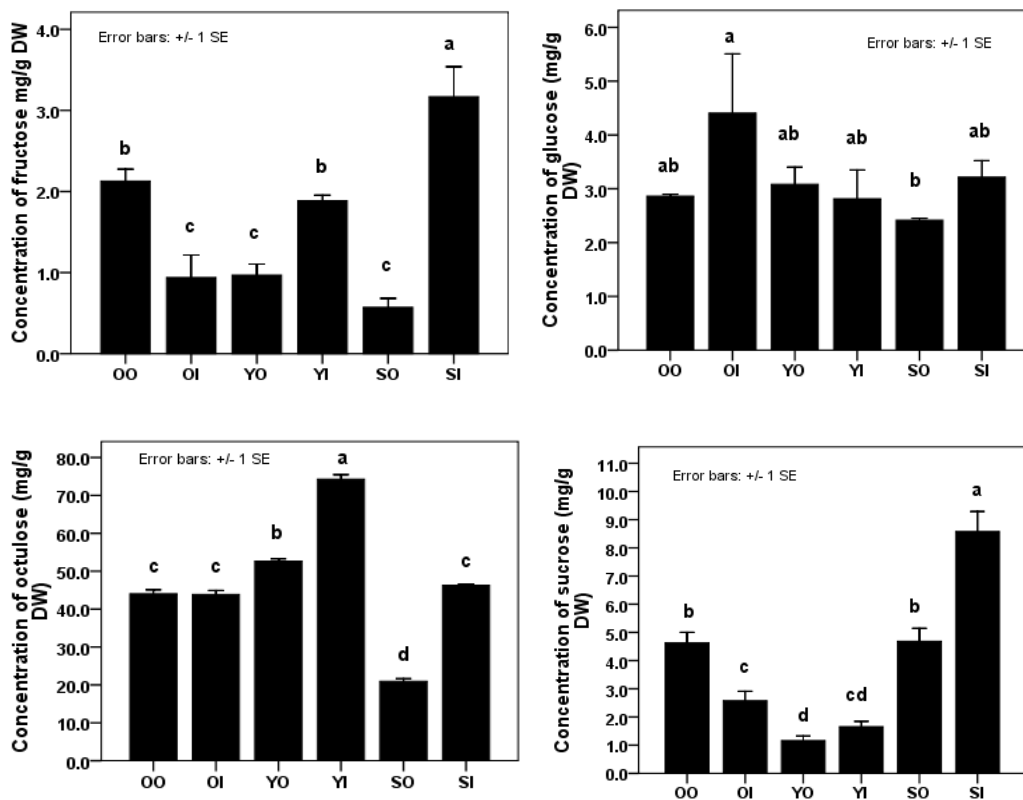 Concentration of fructose mg/g DW
Error bars: +/- 1 SE
4.0
3.0
2.0
1.0
0.0
b
c
c
b
c
a
OO OI YO YI SO SI
Concentration of glucose (mg/g
DW)
Error bars: +/- 1 SE
6.0
5.0
4.0
3.0
2.0
1.0
0.0
ab
a
ab
ab
b
ab
OO OI YO YI SO SI
Concentration of octulose (mg/g
DW)
Error bars: +/- 1 SE
80.0
70.0
60.0
50.0
40.0
30.0
20.0
10.0
0.0
c
c
b
a
d
c
OO OI YO YI SO SI
Concentration of sucrose (mg/g
DW)
Error bars: +/- 1 SE
11.0
10.0
9.0
8.0
7.0
6.0
5.0
4.0
3.0
2.0
1.0
0.0
b
c
d
cd
b
a
OO OI YO YI SO SI